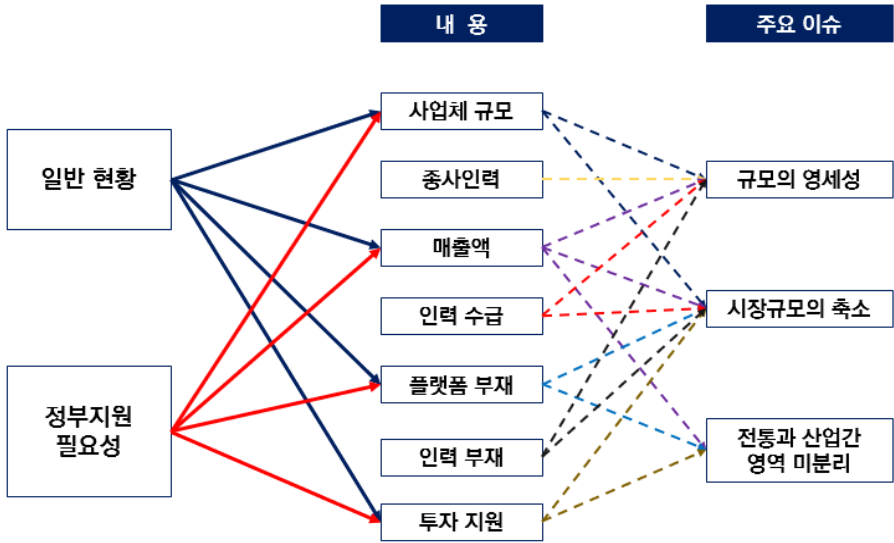 내 용
주요 이슈
일반 현황
정부지원
필요성
사업체 규모
종사인력
매출액
인력 수급
플랫폼 부재
인력 부재
투자 지원
규모의 영세성
시장규모의 축소
전통과 산업간
영역 미분리